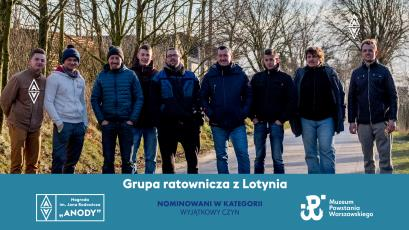 Grupa ratownicza z Lotynia
Nagroda
im. Jana Rodowicza
„ANODY”
NOMINOWANI W KATEGORII
WYJĄTKOWY CZYN
Muzeum
Powstania
Warszawskiego